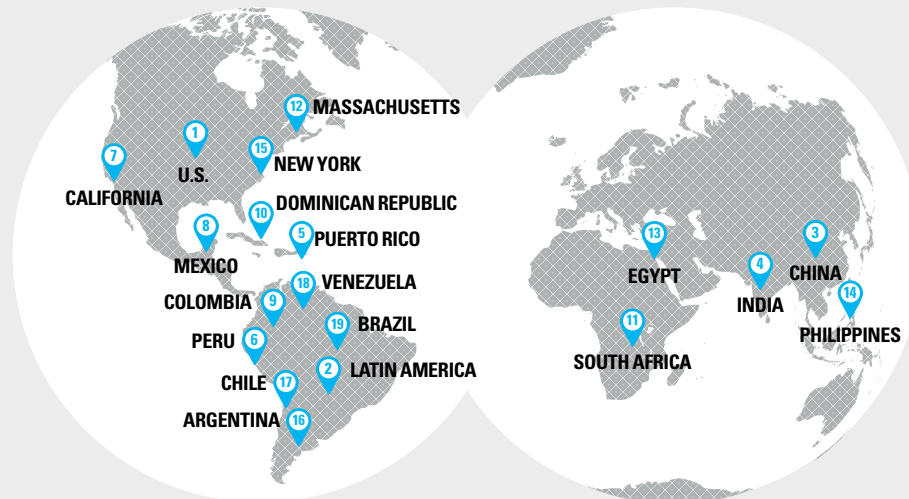 12 MASSACHUSETTS
1
U.S.
15 NEW YORK
7
CALIFORNIA
10 DOMINICAN REPUBLIC
8
MEXICO
5 PUERTO RICO
18 VENEZUELA
COLOMBIA 9
19 BRAZIL
PERU 6
2 LATIN AMERICA
CHILE 17
ARGENTINA 16
13
EGYPT
3
CHINA
4
INDIA
14
PHILIPPINES
11
SOUTH AFRICA